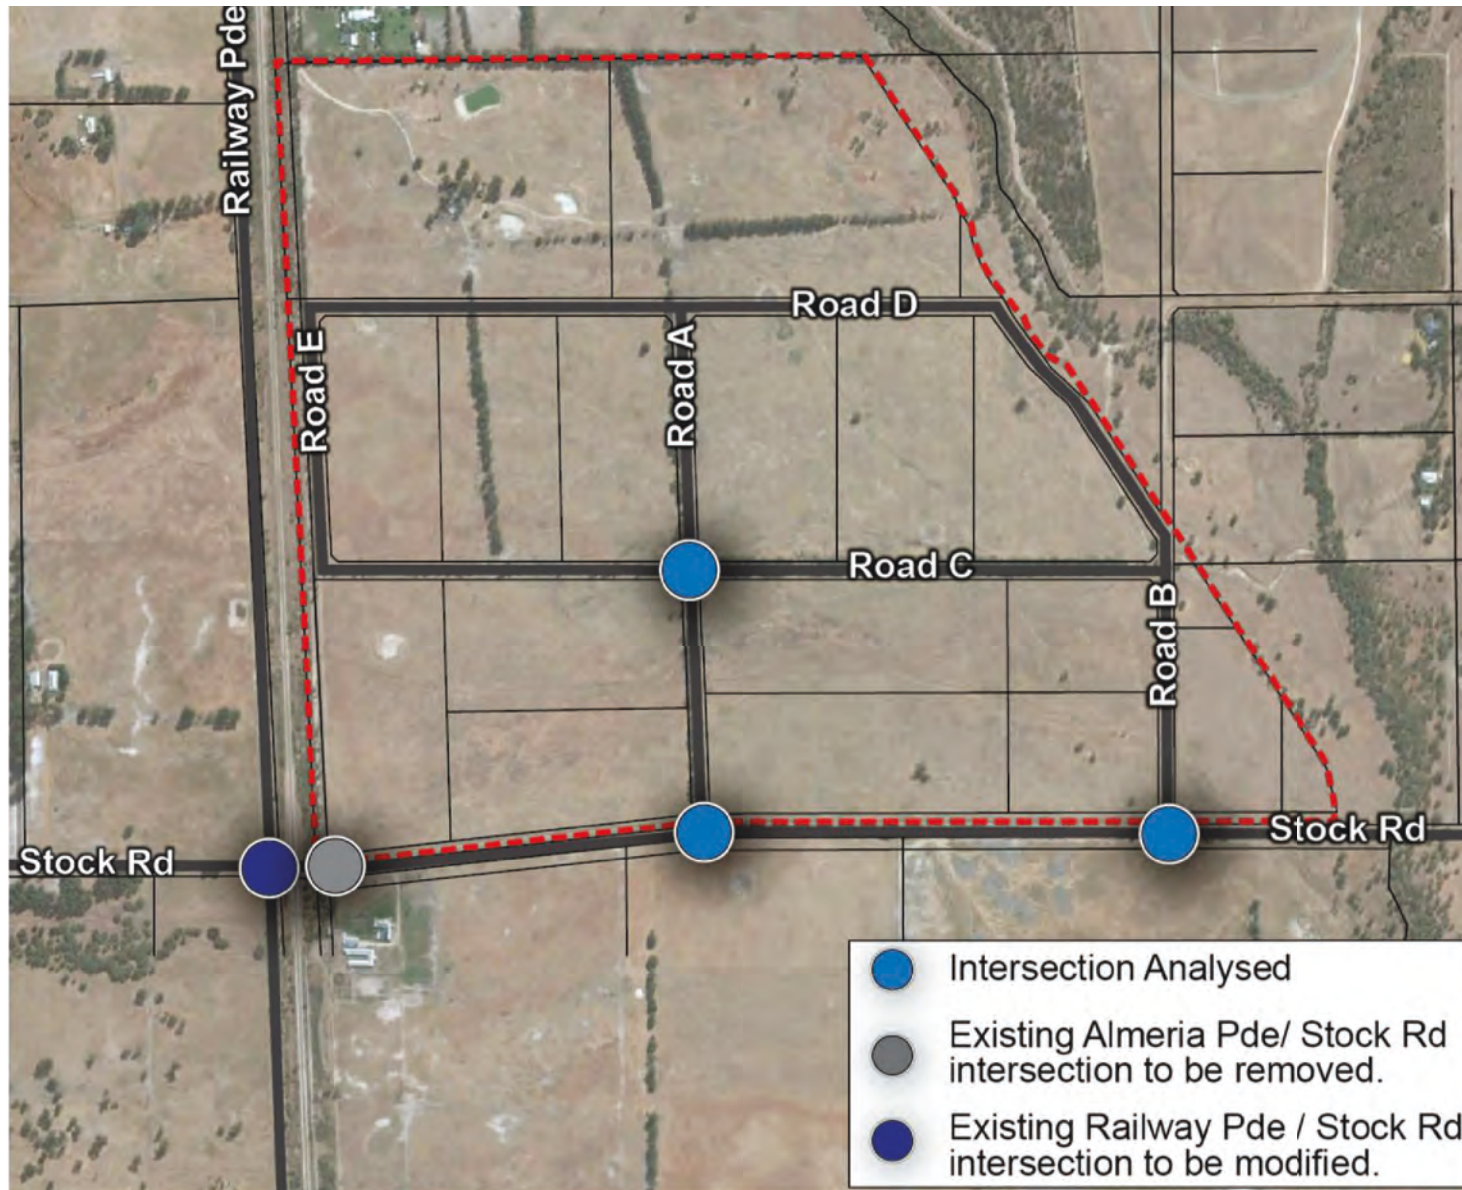 Railway Pde
Road D
Road E
Road A
Road C
Road B
Stock Rd
Stock Rd
Intersection Analysed
Existing Almeria Pde/ Stock Rd
intersection to be removed.
Existing Railway Pde / Stock Rd
intersection to be modified.